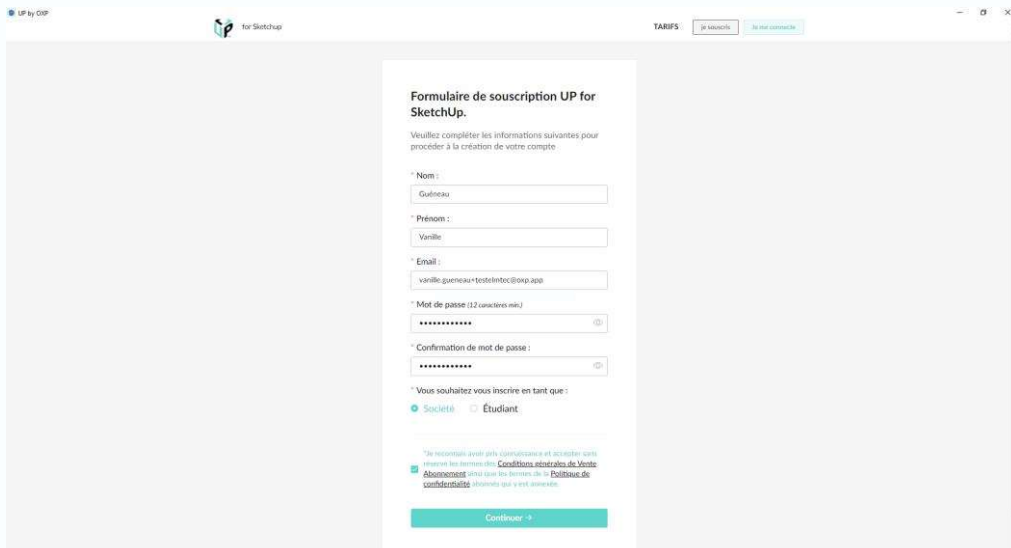 UP by OXP
UP for Sketchup
TARIFS je souscris Je me connecte
Formulaire de souscription UP for
SketchUp.
Veuillez compléter les informations suivantes pour
procéder à la création de votre compte
* Nom :
Guéneau
* Prénom :
Vanille
* Email :
vanille.gueneau+testelmtec@oxp.app
* Mot de passe (12 caractères min.)
••••••••••••
* Confirmation de mot de passe :
••••••••••••
* Vous souhaitez vous inscrire en tant que :
Société Étudiant
*Je reconnais avoir pris connaissance et accepter sans
réserve les termes des Conditions générales de Vente
Abonnement ainsi que les termes de la Politique de
confidentialité abonnés qui y est annexée
Continuer →